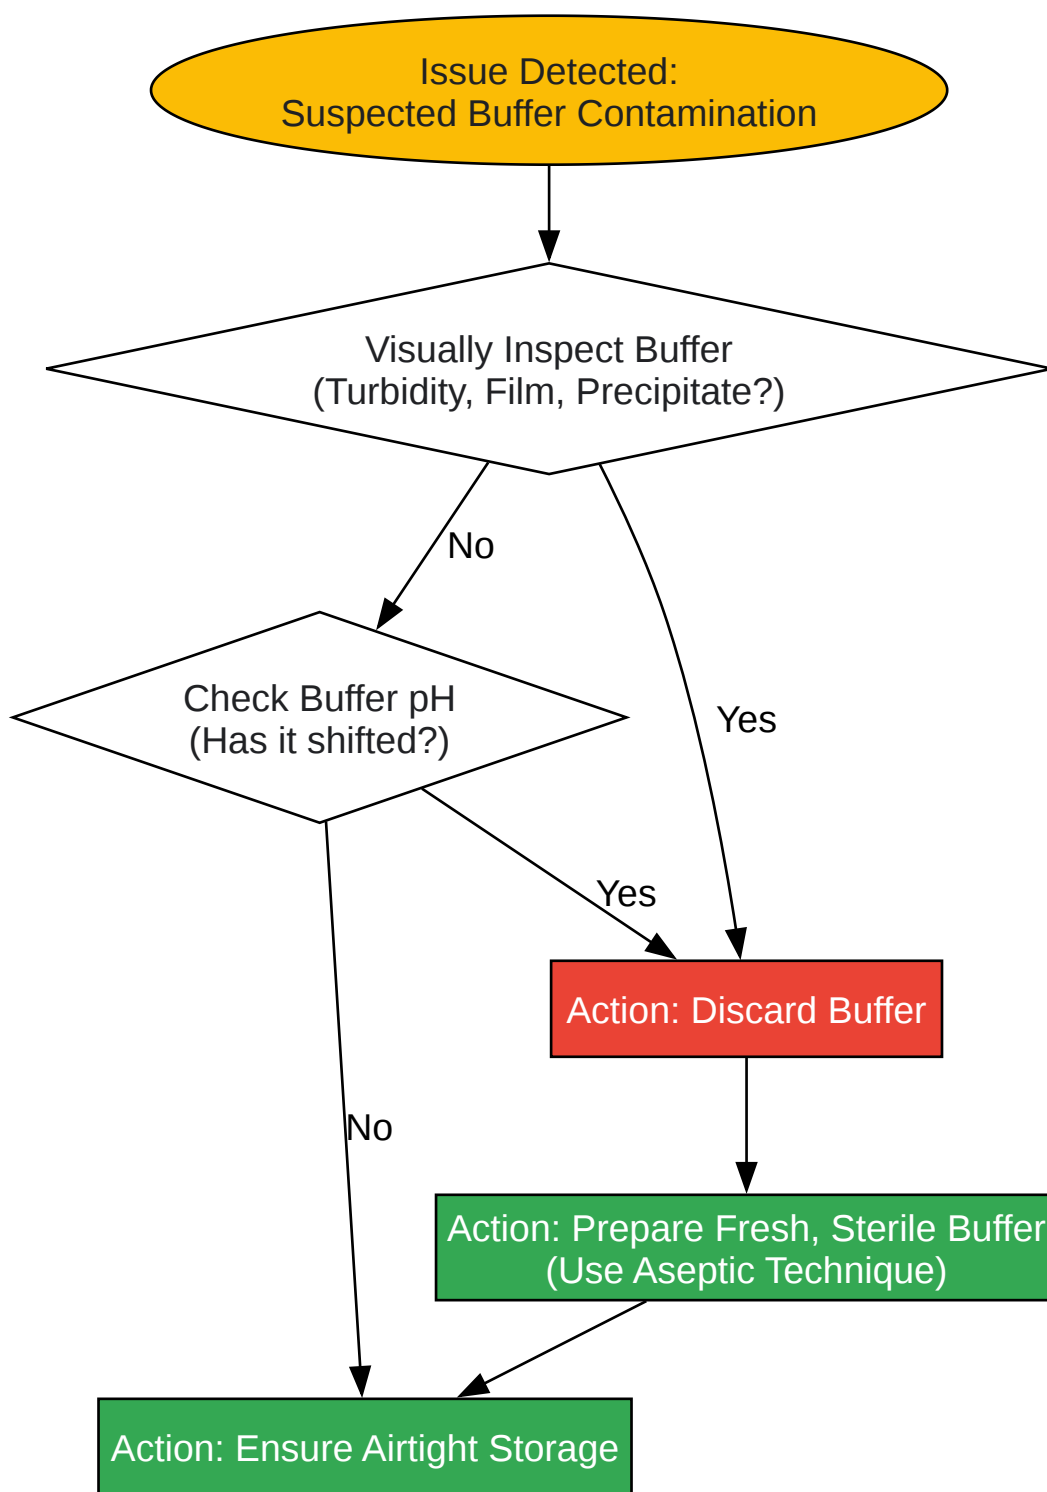 Issue Detected:
Suspected Buffer Contamination
Visually Inspect Buffer
(Turbidity, Film, Precipitate?)
No
Check Buffer pH
(Has it shifted?)
Yes
Yes
Action: Discard Buffer
No
Action: Prepare Fresh, Sterile Buffer
(Use Aseptic Technique)
Action: Ensure Airtight Storage